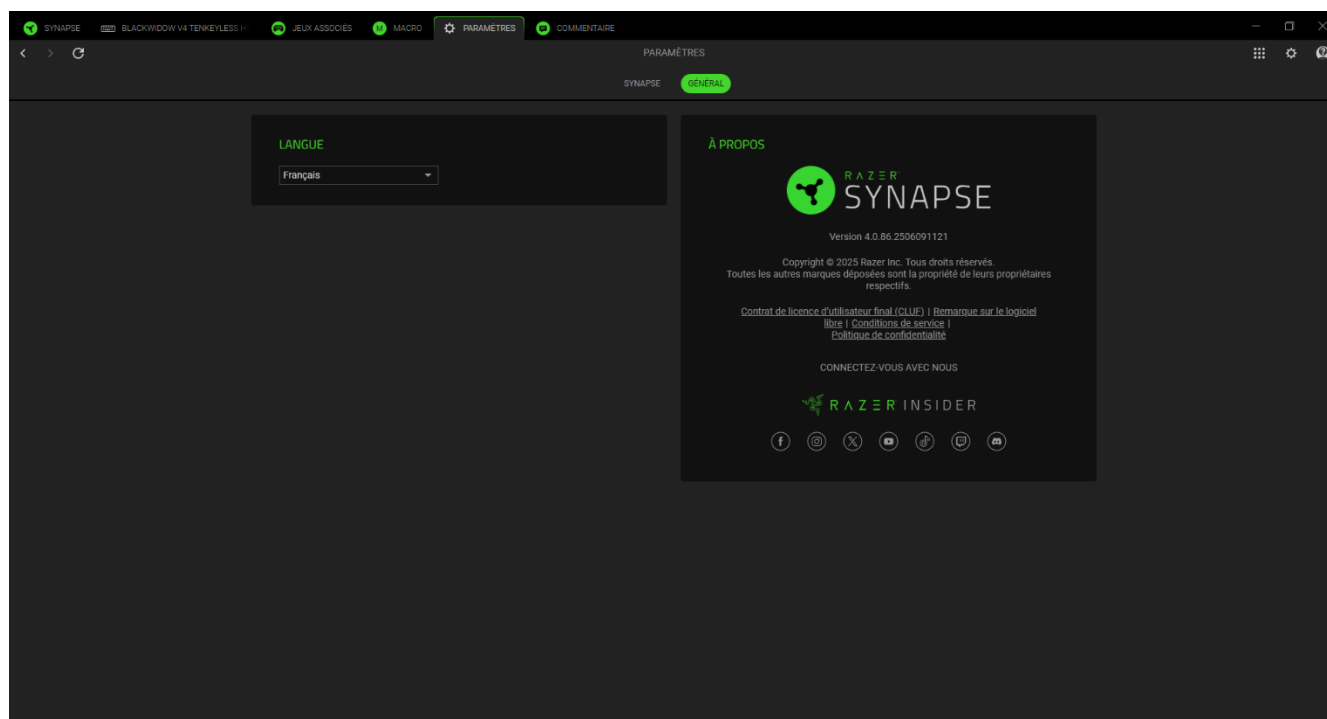 SYNAPSE BLACKWIDOW V4 TENKEYLESS JEUX ASSOCIÉS M MACRO PARAMÈTRES COMMENTAIRE
PARAMÈTRES
SYNAPSE GÉNÉRAL
LANGUE
Français
À PROPOS
RAZER
SYNAPSE
Version 4.0.86.2506091121
Copyright © 2025 Razer Inc. Tous droits réservés.
Toutes les autres marques déposées sont la propriété de leurs propriétaires
respectifs.
Contrat de licence d'utilisateur final (CLUF) | Remarque sur le logiciel
libre | Conditions de service |
Politique de confidentialité
CONNECTEZ-VOUS AVEC NOUS
RAZER INSIDER